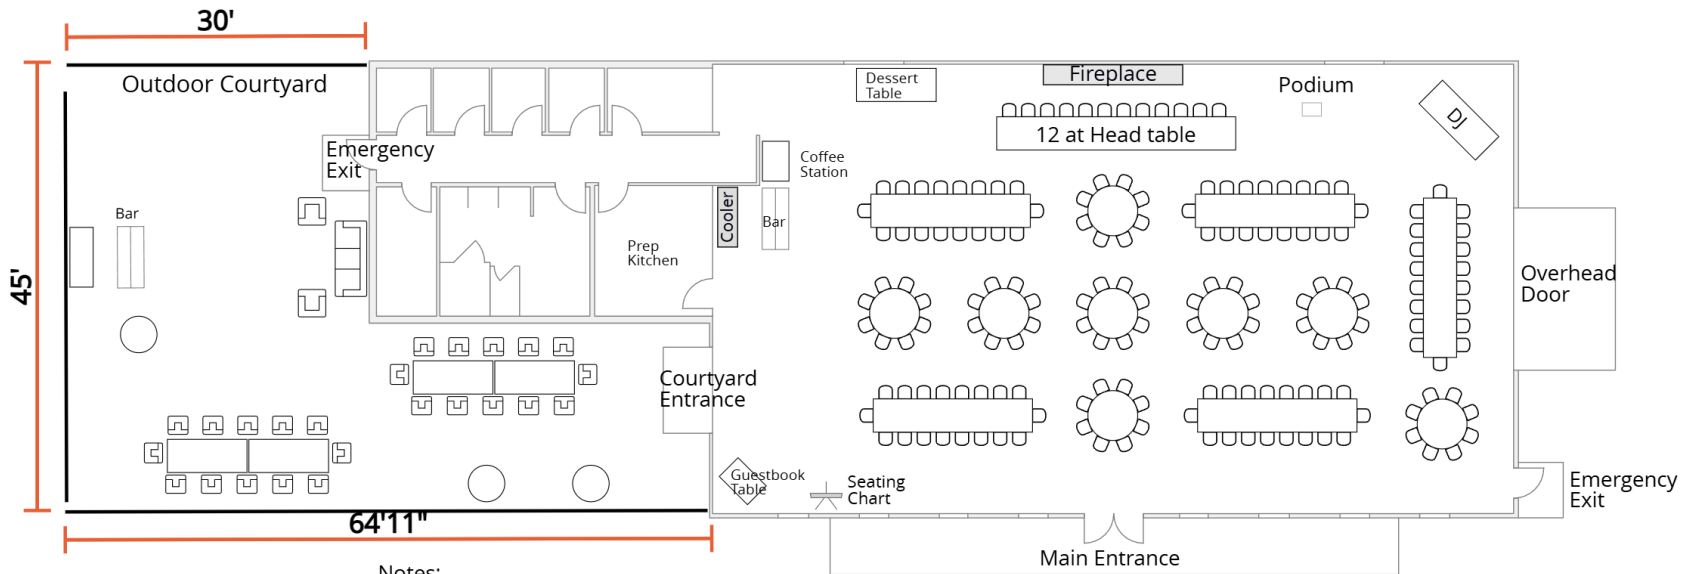 30'
Outdoor Courtyard
Emergency
Exit
Bar
45'
64'11"
Notes:
Prep
Kitchen
Cooler
Bar
Coffee
Station
Dessert
Table
Fireplace
12 at Head table
Podium
DJ
Overhead
Door
Courtyard
Entrance
Guestbook
Table
Seating
Chart
Main Entrance
Emergency
Exit